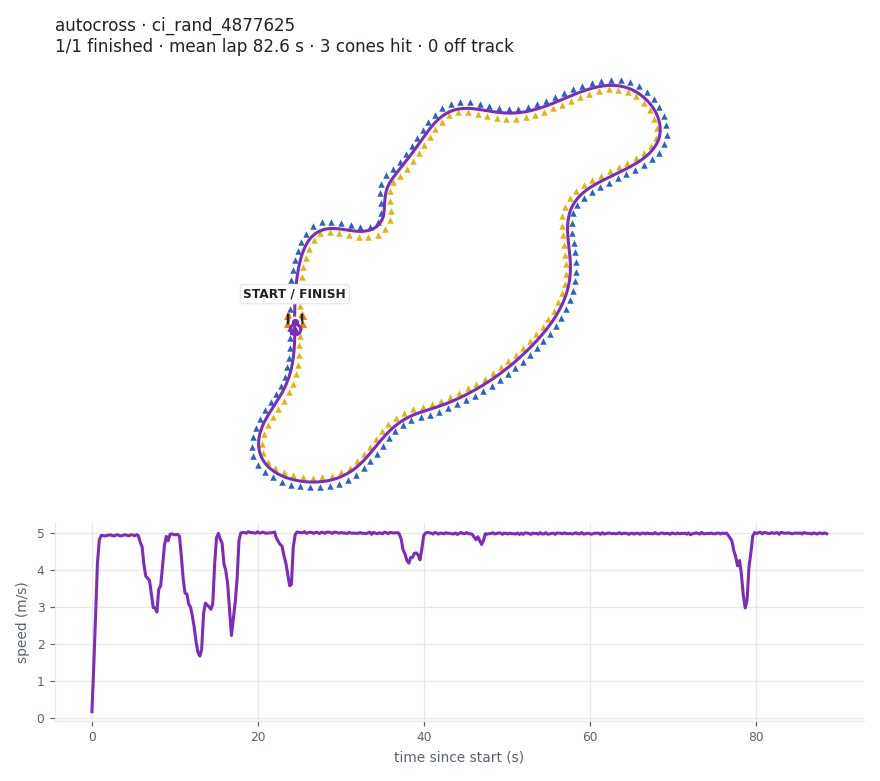 autocross · ci_rand_4877625
1/1 finished · mean lap 82.6 s · 3 cones hit · 0 off track
START / FINISH
5
4
3
2
1
0
speed (m/s)
0 20 40 60 80
time since start (s)